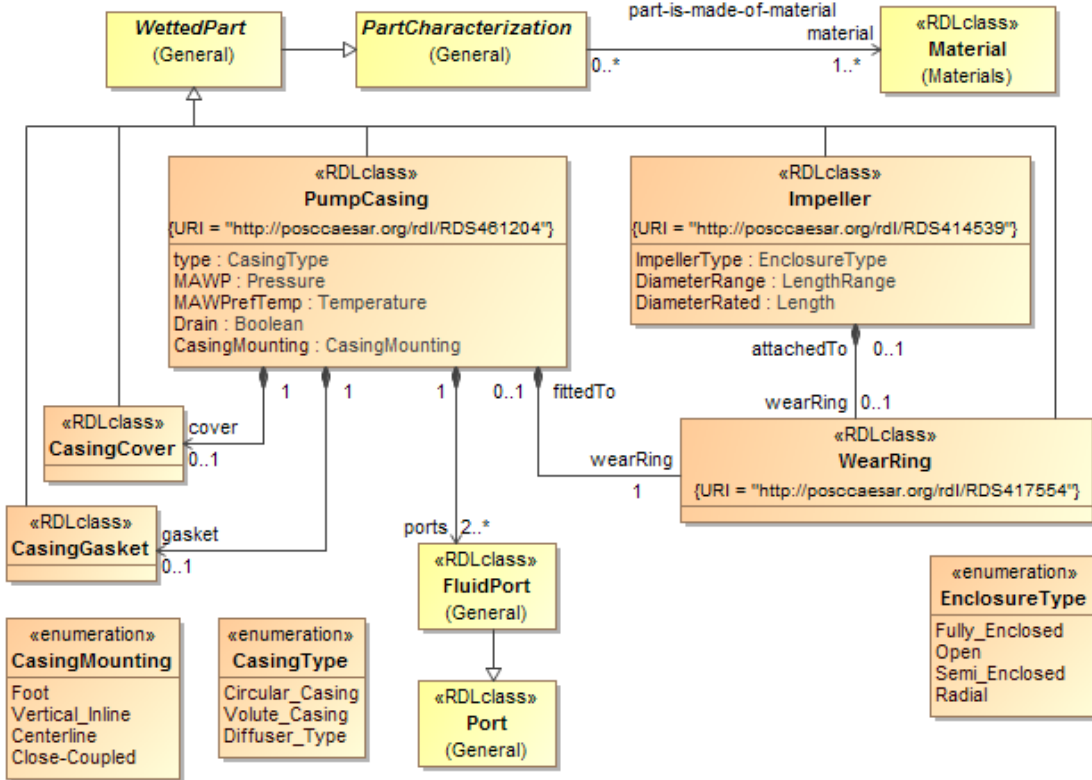 WettedPart
(General)
PartCharacterization
(General)
part-is-made-of-material
material
0..*
1..*
«RDLclass»
Material
(Materials)
«RDLclass»
PumpCasing
{URI = "http://posccaesar.org/rdl/RDS461204"}
type : CasingType
MAWP : Pressure
MAWPrefTemp : Temperature
Drain : Boolean
CasingMounting : CasingMounting
«RDLclass»
Impeller
{URI = "http://posccaesar.org/rdl/RDS414539"}
ImpellerType : EnclosureType
DiameterRange : LengthRange
DiameterRated : Length
attachedTo
0..1
1
1
1
0..1
fittedTo
wearRing
0..1
«RDLclass»
CasingCover
cover
0..1
«RDLclass»
WearRing
{URI = "http://posccaesar.org/rdl/RDS417554"}
wearRing
1
«RDLclass»
CasingGasket
gasket
0..1
ports
2..*
«RDLclass»
FluidPort
(General)
«RDLclass»
Port
(General)
«enumeration»
CasingMounting
Foot
Vertical_Inline
Centerline
Close-Coupled
«enumeration»
CasingType
Circular_Casing
Volute_Casing
Diffuser_Type
«enumeration»
EnclosureType
Fully_Enclosed
Open
Semi_Enclosed
Radial